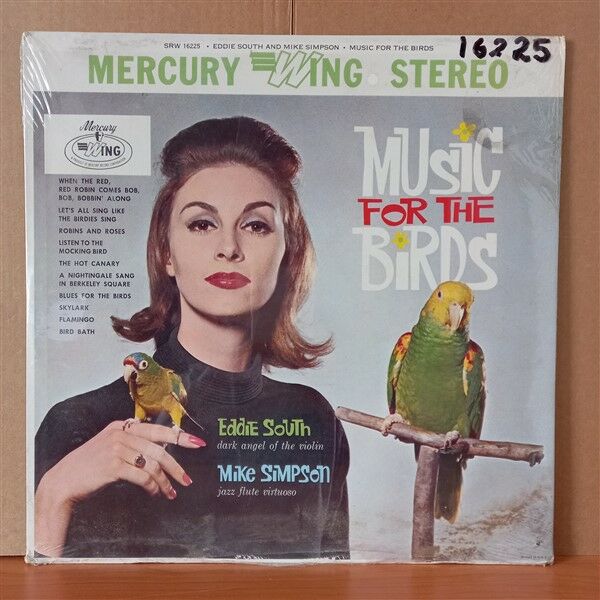 SRW 16225 • EDDIE SOUTH AND MIKE SIMPSON • MUSIC FOR THE BIRDS
16225
MERCURY WING STEREO
Mercury
WING
WHEN THE RED,
RED ROBIN COMES BOB,
BOB, BOBBIN' ALONG
LET'S ALL SING LIKE
THE BIRDIES SING
ROBINS AND ROSES
LISTEN TO THE
MOCKING BIRD
THE HOT CANARY
A NIGHTINGALE SANG
IN BERKELEY SQUARE
BLUES FOR THE BIRDS
SKYLARK
FLAMINGO
BIRD BATH
MUSIC
FOR THE
BIRDS
EDDIE SOUTH
dark angel of the violin
MIKE SIMPSON
jazz flute virtuoso